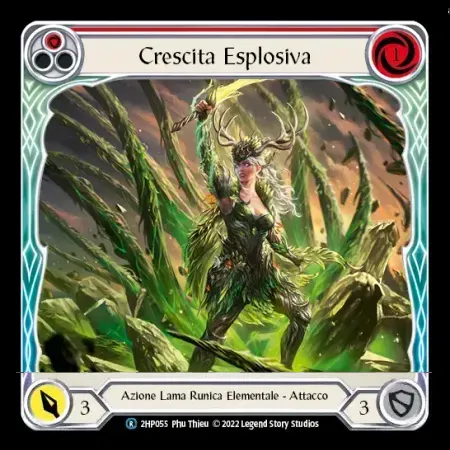 Crescita Esplosiva
1
3
Azione Lama Runica Elementale - Attacco
3
R 2HP055 Phu Thieu © 2022 Legend Story Studios